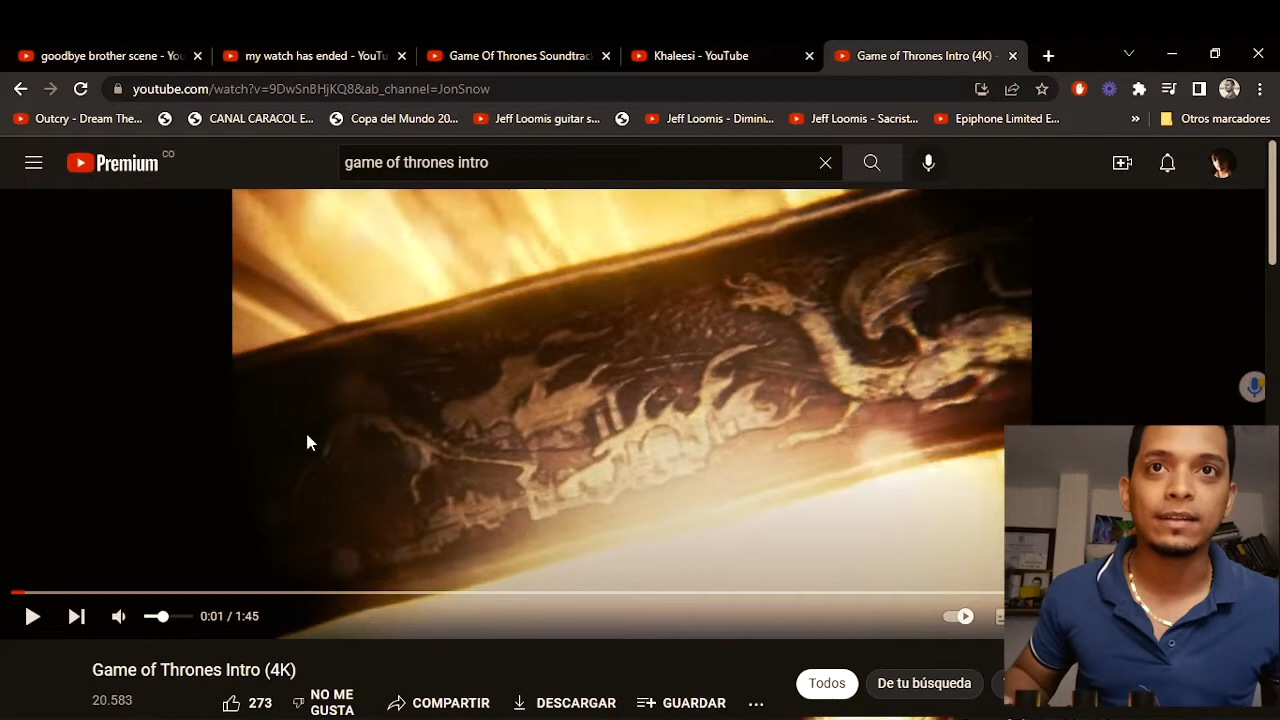 goodbye brother scene - You
my watch has ended - YouTu
Game Of Thrones Soundtrac
Khaleesi - YouTube
Game of Thrones Intro (4K) -
youtube.com/watch?v=9DwSnBHjKQ8&ab_channel=JonSnow
Outcry - Dream The...
CANAL CARACOL E...
Copa del Mundo 20...
Jeff Loomis guitar s...
Jeff Loomis - Dimini...
Jeff Loomis - Sacrist...
Epiphone Limited E...
Otros marcadores
Premium CO
game of thrones intro
0:01 / 1:45
Game of Thrones Intro (4K)
Todos
De tu búsqueda
20.583
273
NO ME
GUSTA
COMPARTIR
DESCARGAR
GUARDAR